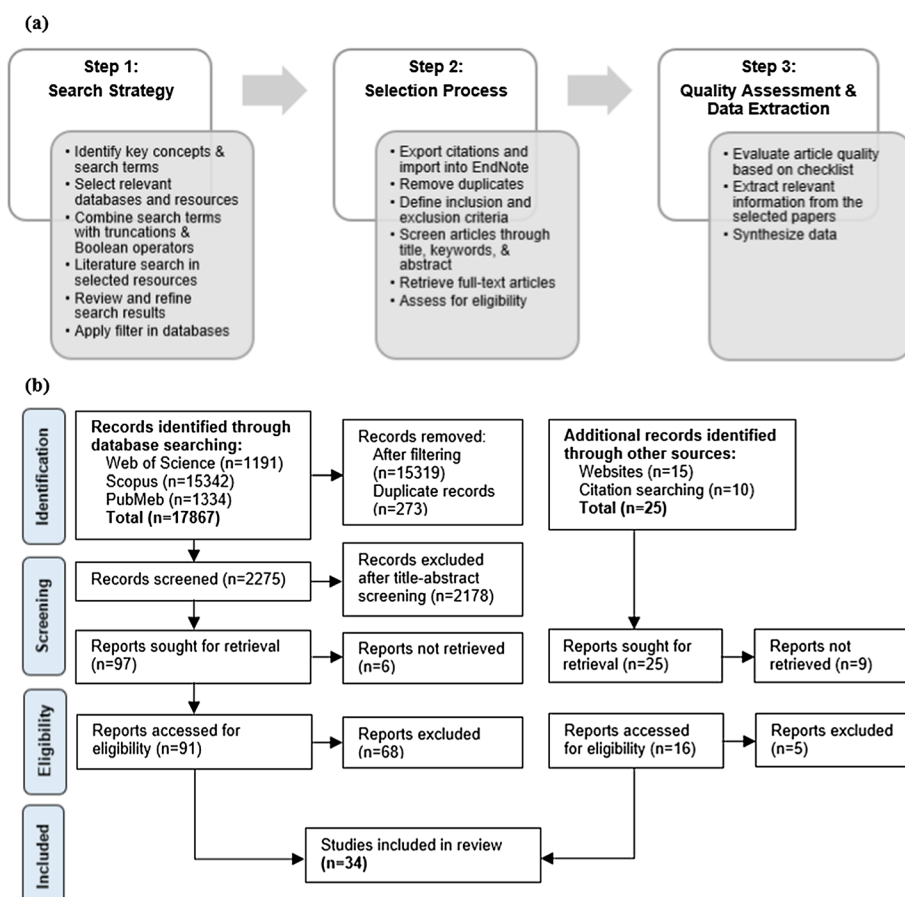 (a)
Step 1:
Search Strategy
• Identify key concepts &
search terms
• Select relevant
databases and resources
• Combine search terms
with truncations &
Boolean operators
• Literature search in
selected resources
• Review and refine
search results
• Apply filter in databases
Step 2:
Selection Process
• Export citations and
import into EndNote
• Remove duplicates
• Define inclusion and
exclusion criteria
• Screen articles through
title, keywords, &
abstract
• Retrieve full-text articles
• Assess for eligibility
Step 3:
Quality Assessment &
Data Extraction
• Evaluate article quality
based on checklist
• Extract relevant
information from the
selected papers
• Synthesize data
(b)
Identification
Records identified through
database searching:
Web of Science (n=1191)
Scopus (n=15342)
PubMeb (n=1334)
Total (n=17867)
Records removed:
After filtering
(n=15319)
Duplicate records
(n=273)
Additional records identified
through other sources:
Websites (n=15)
Citation searching (n=10)
Total (n=25)
Screening
Records screened (n=2275)
Records excluded
after title-abstract
screening (n=2178)
Reports sought for retrieval
(n=97)
Reports not retrieved
(n=6)
Reports sought for
retrieval (n=25)
Reports not
retrieved (n=9)
Eligibility
Reports accessed for
eligibility (n=91)
Reports excluded
(n=68)
Reports accessed
for eligibility (n=16)
Reports excluded
(n=5)
Included
Studies included in review
(n=34)